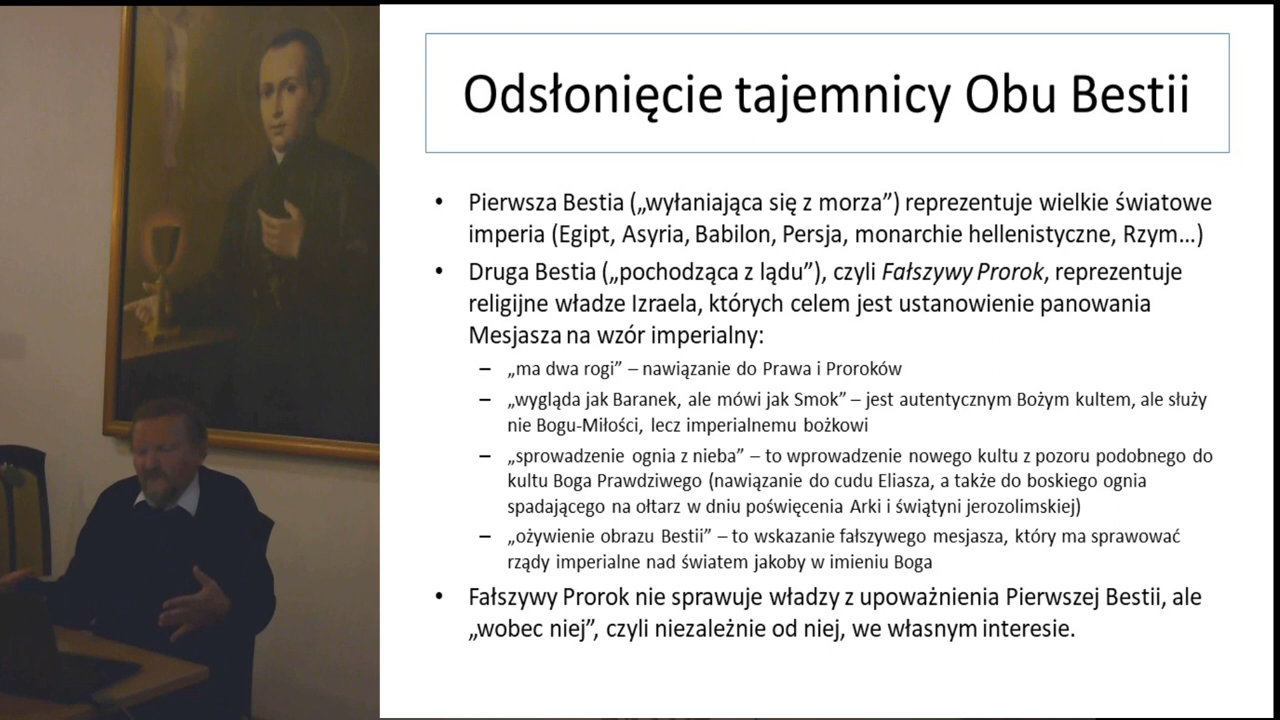 Odsłonięcie tajemnicy Obu Bestii
• Pierwsza Bestia („wyłaniająca się z morza”) reprezentuje wielkie światowe
imperia (Egipt, Asyria, Babilon, Persja, monarchie hellenistyczne, Rzym…)
• Druga Bestia („pochodząca z lądu”), czyli Fałszywy Prorok, reprezentuje
religijne władze Izraela, których celem jest ustanowienie panowania
Mesjasza na wzór imperialny:
– „ma dwa rogi” – nawiązanie do Prawa i Proroków
– „wygląda jak Baranek, ale mówi jak Smok” – jest autentycznym Bożym kultem, ale służy
nie Bogu-Miłości, lecz imperialnemu bożkowi
– „sprowadzenie ognia z nieba” – to wprowadzenie nowego kultu z pozoru podobnego do
kultu Boga Prawdziwego (nawiązanie do cudu Eliasza, a także do boskiego ognia
spadającego na ołtarz w dniu poświęcenia Arki i świątyni jerozolimskiej)
– „ożywienie obrazu Bestii” – to wskazanie fałszywego mesjasza, który ma sprawować
rządy imperialne nad światem jakoby w imieniu Boga
• Fałszywy Prorok nie sprawuje władzy z upoważnienia Pierwszej Bestii, ale
„wobec niej”, czyli niezależnie od niej, we własnym interesie.